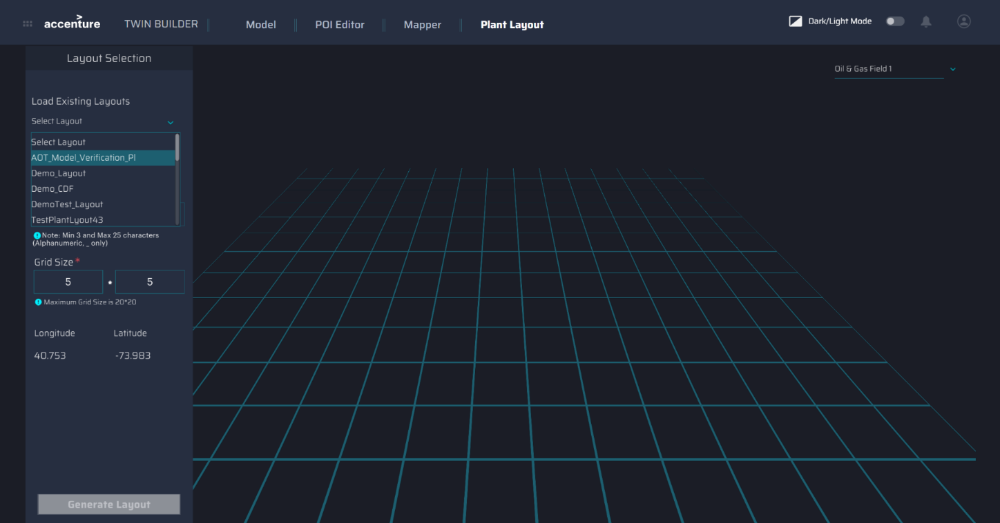 accenture
TWIN BUILDER
Model
POI Editor
Mapper
Plant Layout
Dark/Light Mode
Layout Selection
Oil & Gas Field 1
Load Existing Layouts
Select Layout
Select Layout
AOT_Model_Verification_Pl
Demo_Layout
Demo_CDF
DemoTest_Layout
TestPlantLyout43
Note: Min 3 and Max 25 characters
(Alphanumeric, _ only)
Grid Size*
5 * 5
Maximum Grid Size is 20*20
Longitude Latitude
40.753 -73.983
Generate Layout